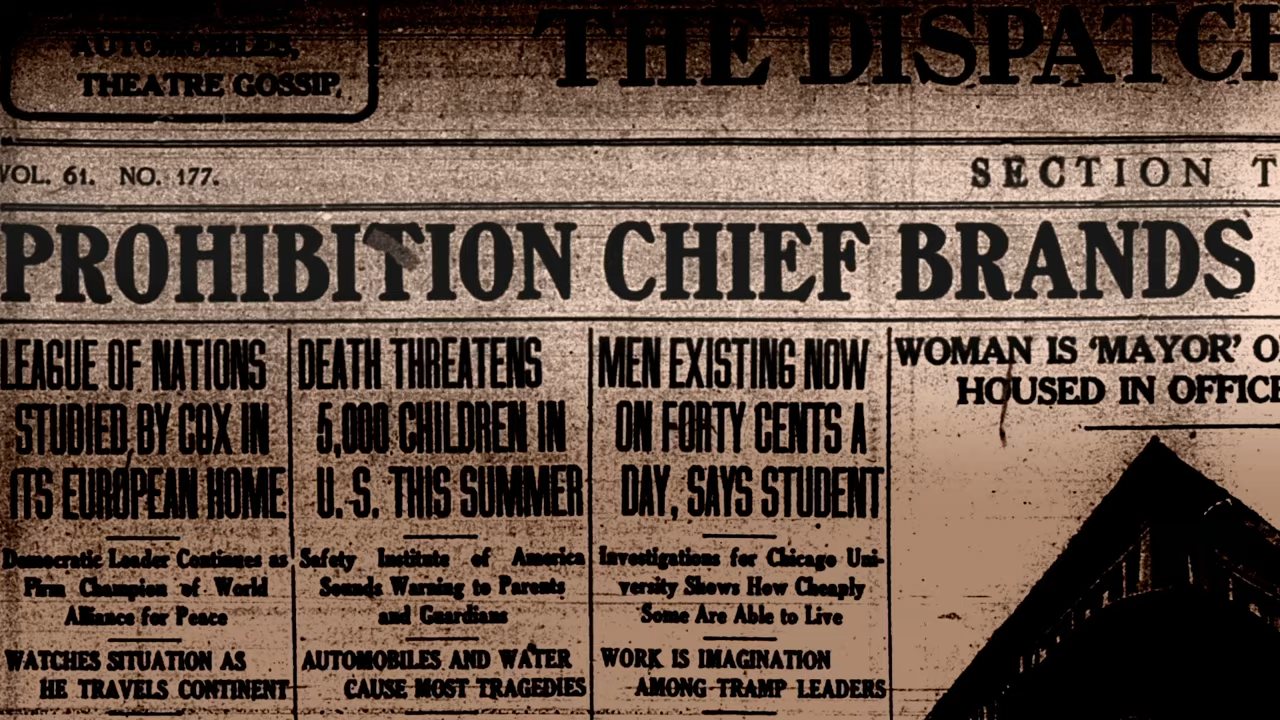 AUTOMOBILES,
THEATRE GOSSIP,
THE DISPATCH
VOL. 61. NO. 177.
SECTION T
PROHIBITION CHIEF BRANDS
LEAGUE OF NATIONS
STUDIED BY COX IN
ITS EUROPEAN HOME
Democratic Leader Continues as
Firm Champion of World
Alliance for Peace
WATCHES SITUATION AS
HE TRAVELS CONTINENT
DEATH THREATENS
5,000 CHILDREN IN
U. S. THIS SUMMER
Safety Institute of America
Sounds Warning to Parents
and Guardians
AUTOMOBILES AND WATER
CAUSE MOST TRAGEDIES
MEN EXISTING NOW
ON FORTY CENTS A
DAY, SAYS STUDENT
Investigations for Chicago Uni-
versity Shows How Cheaply
Some Are Able to Live
WORK IS IMAGINATION
AMONG TRAMP LEADERS
WOMAN IS 'MAYOR' O
HOUSED IN OFFICE